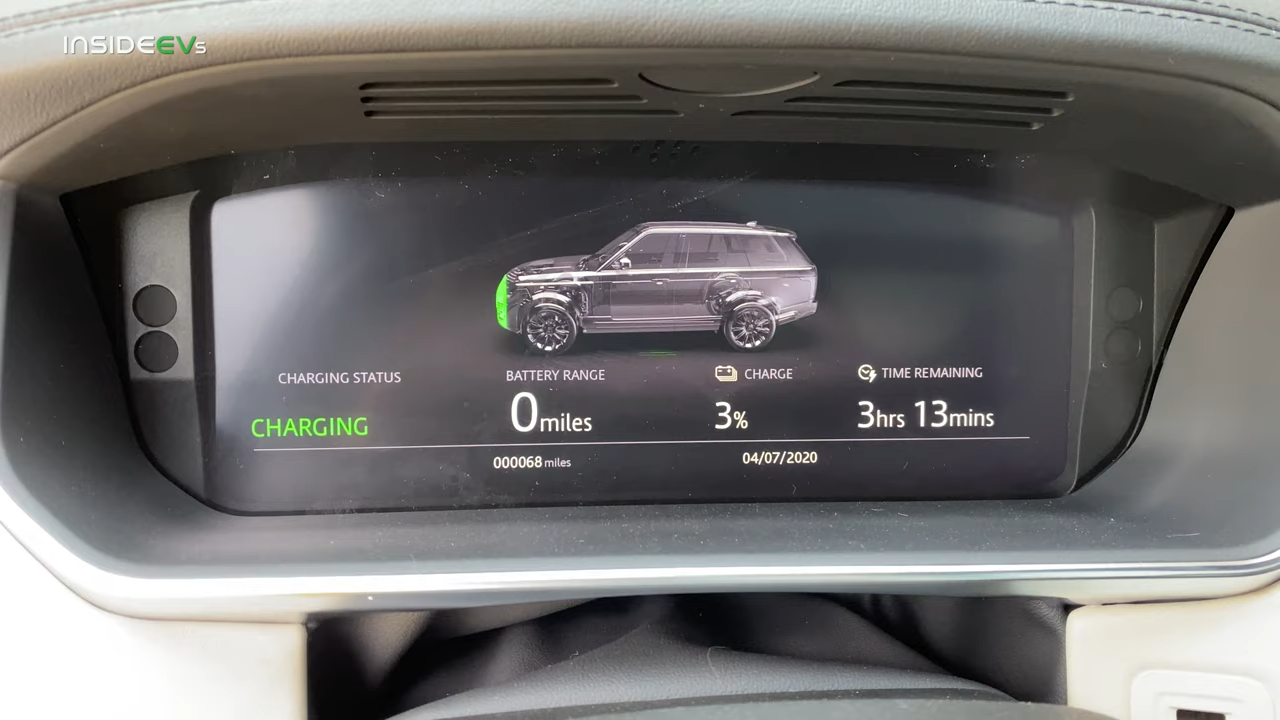 INSIDEEVs
CHARGING STATUS
BATTERY RANGE
CHARGE
TIME REMAINING
CHARGING
0miles
3%
3hrs 13mins
000068 miles
04/07/2020